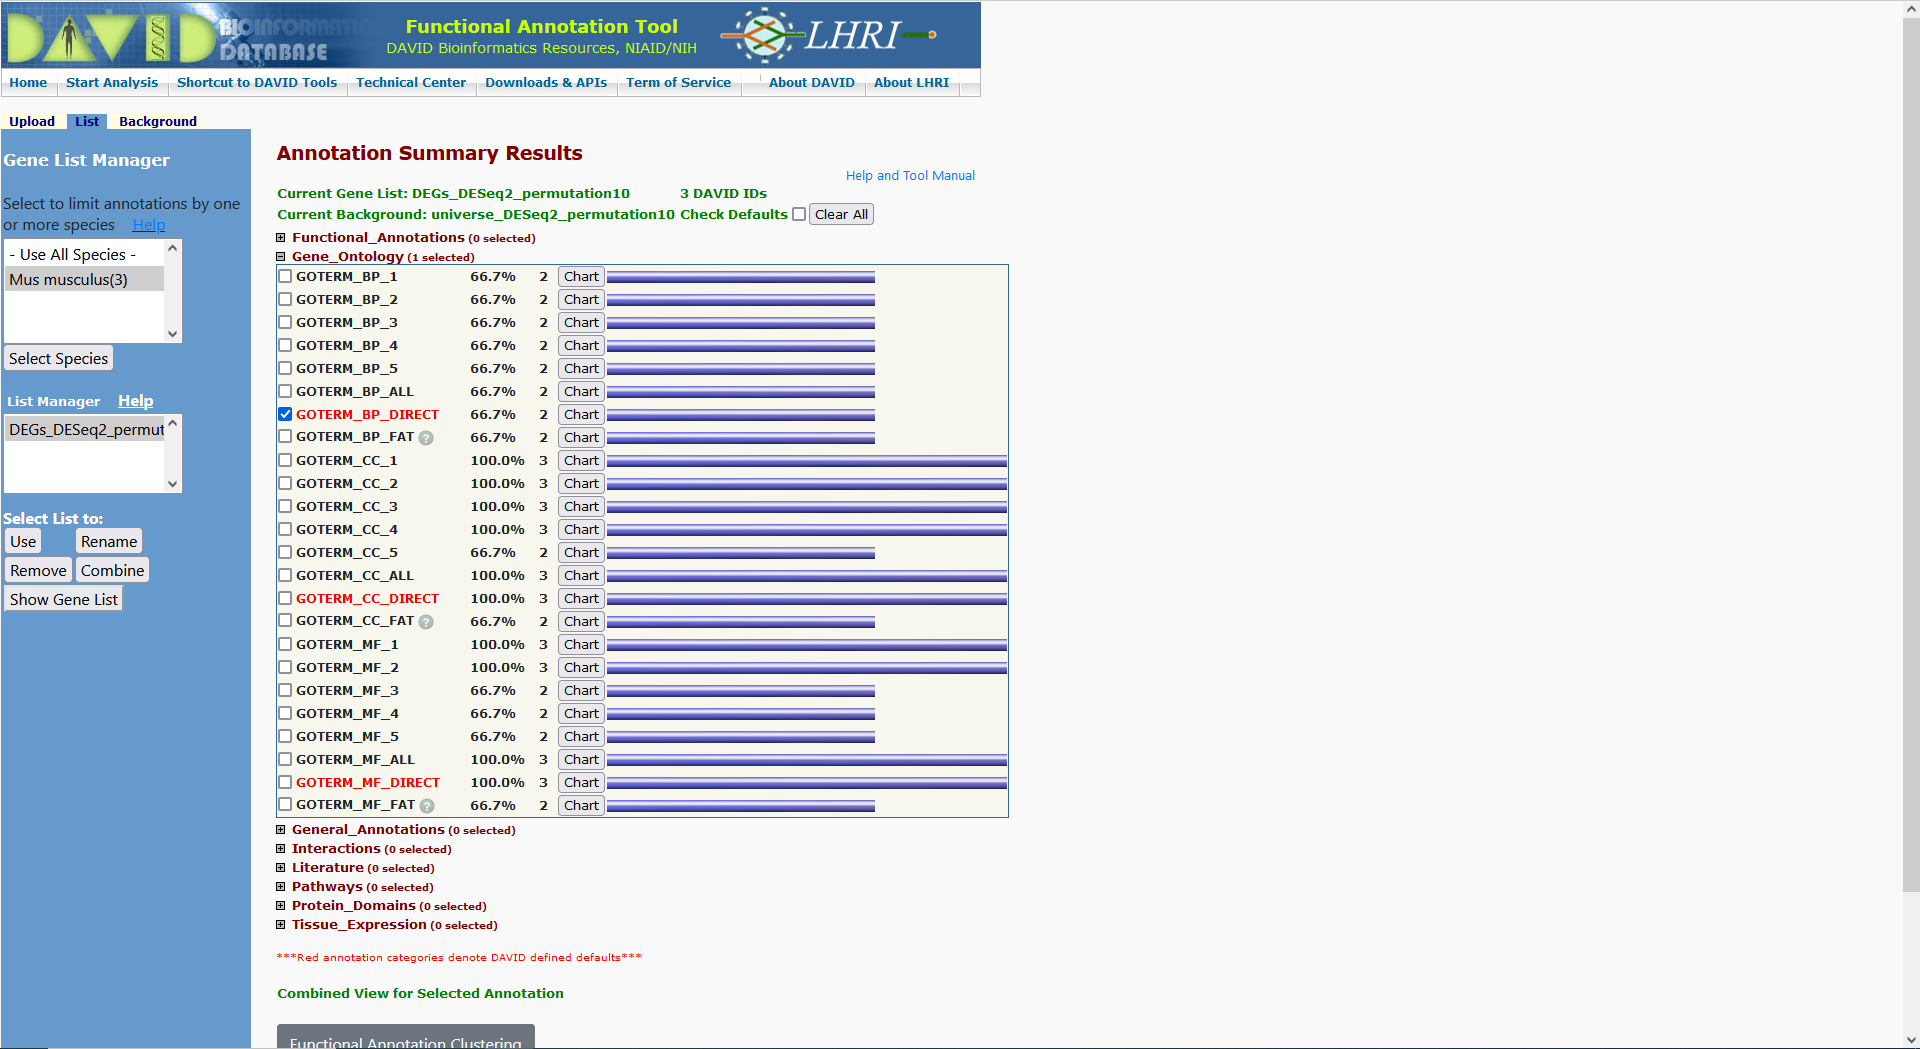 DAVID BIOINFORMATICS DATABASE
Functional Annotation Tool
DAVID Bioinformatics Resources, NIAID/NIH
LHRI
Home Start Analysis Shortcut to DAVID Tools Technical Center Downloads & APIs Term of Service About DAVID About LHRI
Upload List Background
Gene List Manager
Select to limit annotations by one
or more species Help
- Use All Species -
Mus musculus(3)
Select Species
List Manager Help
DEGs_DESeq2_permut
Select List to:
Use Rename
Remove Combine
Show Gene List
Annotation Summary Results
Help and Tool Manual
Current Gene List: DEGs_DESeq2_permutation10 3 DAVID IDs
Current Background: universe_DESeq2_permutation10 Check Defaults Clear All
Functional_Annotations (0 selected)
Gene_Ontology (1 selected)
GOTERM_BP_1 66.7% 2 Chart
GOTERM_BP_2 66.7% 2 Chart
GOTERM_BP_3 66.7% 2 Chart
GOTERM_BP_4 66.7% 2 Chart
GOTERM_BP_5 66.7% 2 Chart
GOTERM_BP_ALL 66.7% 2 Chart
GOTERM_BP_DIRECT 66.7% 2 Chart
GOTERM_BP_FAT ? 66.7% 2 Chart
GOTERM_CC_1 100.0% 3 Chart
GOTERM_CC_2 100.0% 3 Chart
GOTERM_CC_3 100.0% 3 Chart
GOTERM_CC_4 100.0% 3 Chart
GOTERM_CC_5 66.7% 2 Chart
GOTERM_CC_ALL 100.0% 3 Chart
GOTERM_CC_DIRECT 100.0% 3 Chart
GOTERM_CC_FAT ? 66.7% 2 Chart
GOTERM_MF_1 100.0% 3 Chart
GOTERM_MF_2 100.0% 3 Chart
GOTERM_MF_3 66.7% 2 Chart
GOTERM_MF_4 66.7% 2 Chart
GOTERM_MF_5 66.7% 2 Chart
GOTERM_MF_ALL 100.0% 3 Chart
GOTERM_MF_DIRECT 100.0% 3 Chart
GOTERM_MF_FAT ? 66.7% 2 Chart
General_Annotations (0 selected)
Interactions (0 selected)
Literature (0 selected)
Pathways (0 selected)
Protein_Domains (0 selected)
Tissue_Expression (0 selected)
***Red annotation categories denote DAVID defined defaults***
Combined View for Selected Annotation
Functional Annotation Clustering